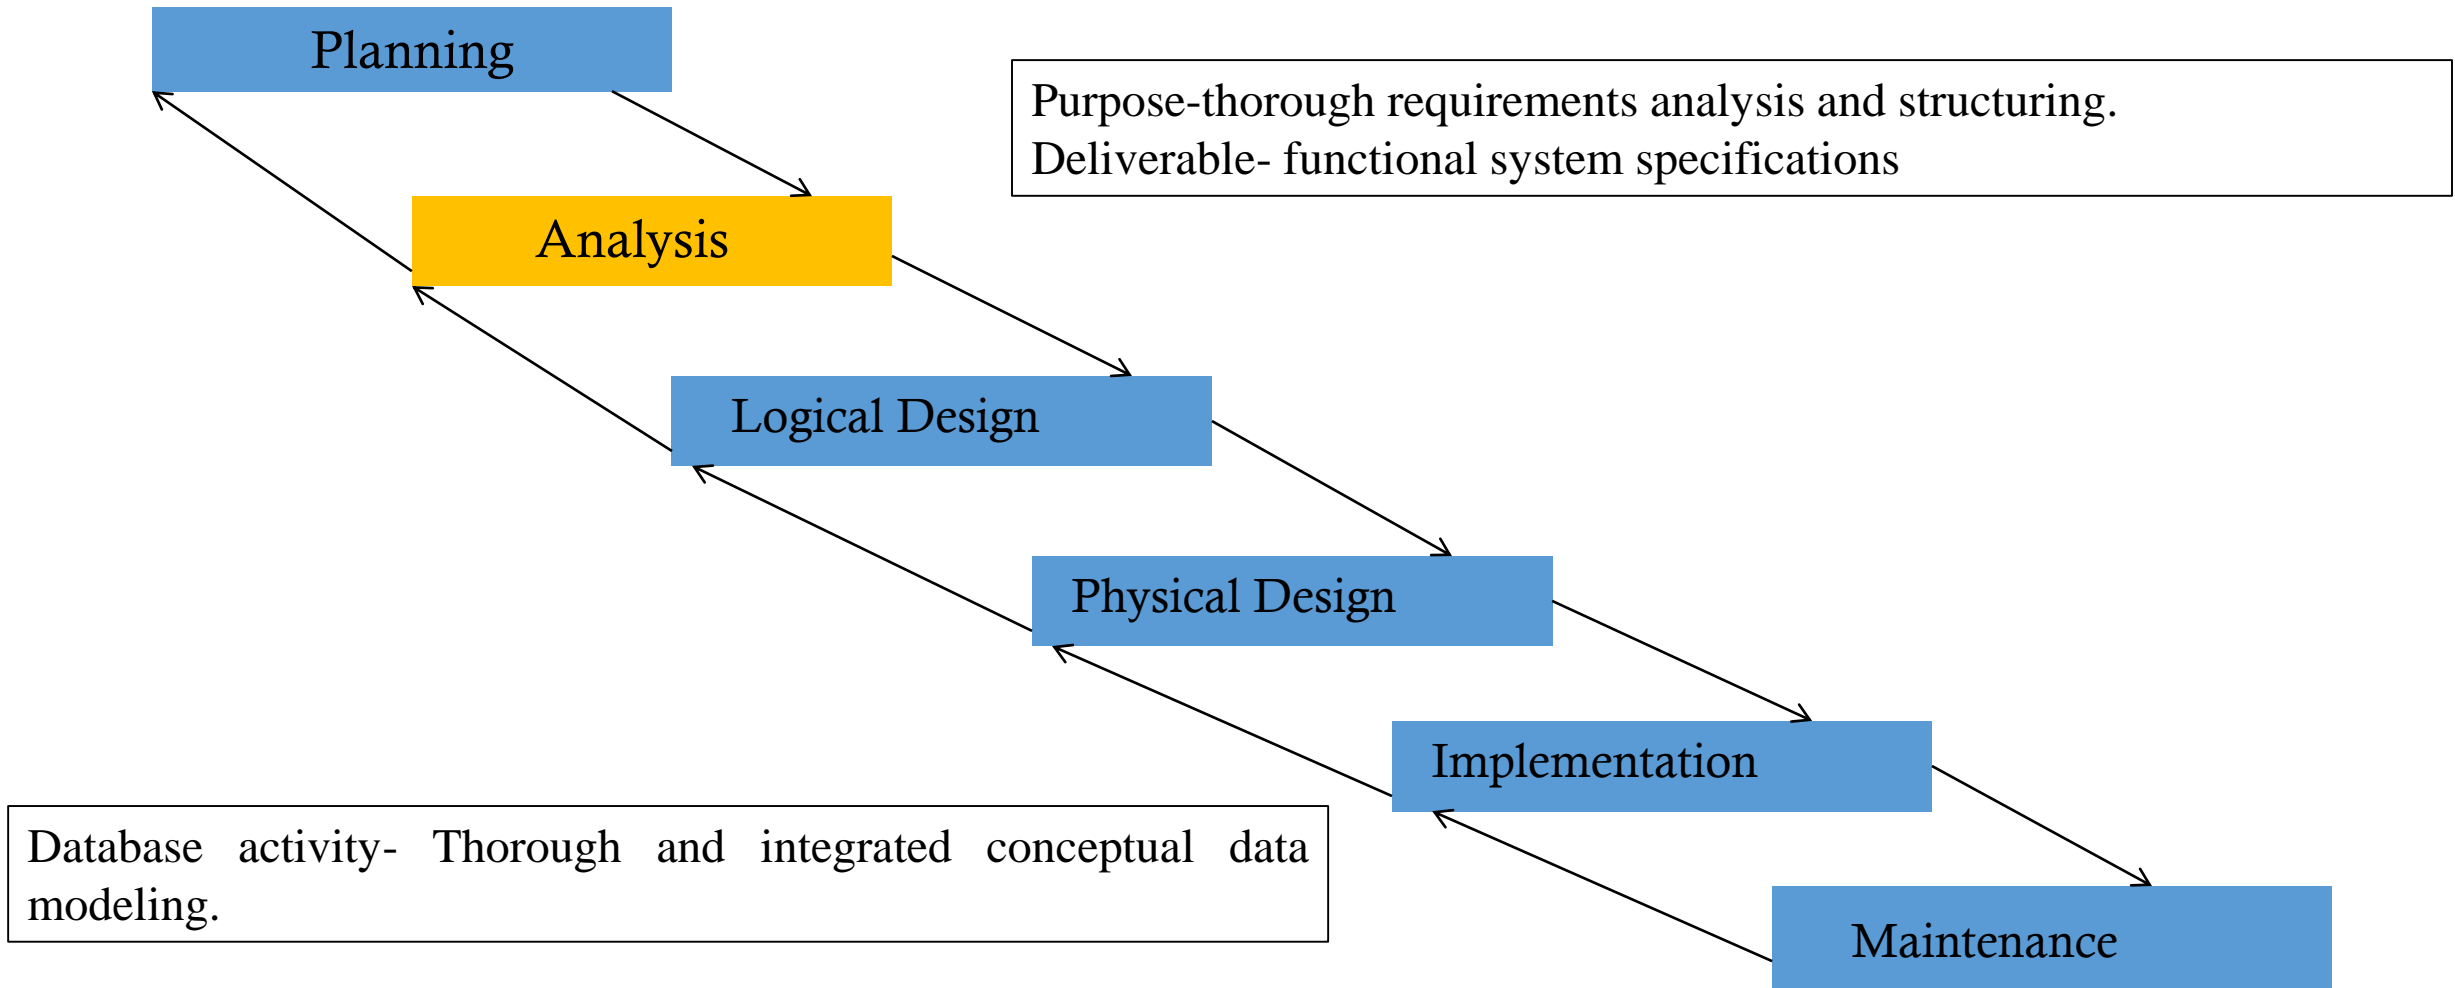 Planning
Purpose-thorough requirements analysis and structuring.
Deliverable- functional system specifications
Analysis
Logical Design
Physical Design
Implementation
Database activity- Thorough and integrated conceptual data
modeling.
Maintenance